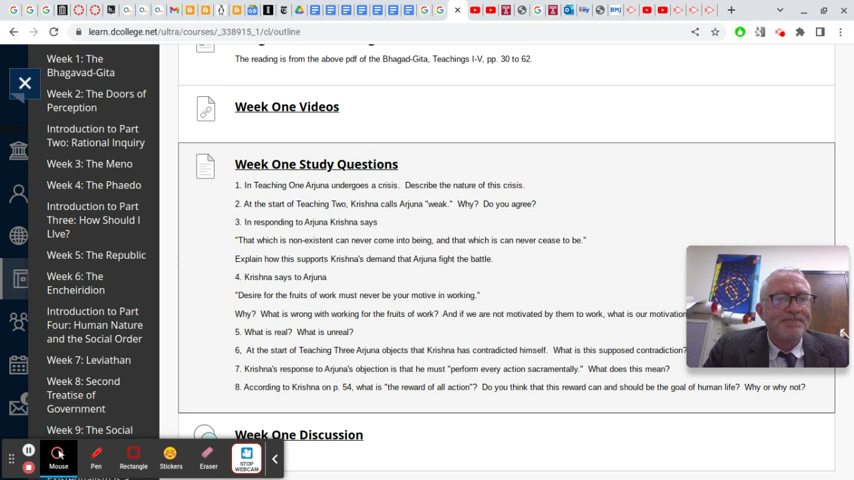 learn.dcollege.net/ultra/courses/_338915_1/cl/outline
Week 1: The
Bhagavad-Gita
Week 2: The Doors of
Perception
Introduction to Part
Two: Rational Inquiry
Week 3: The Meno
Week 4: The Phaedo
Introduction to Part
Three: How Should I
LIve?
Week 5: The Republic
Week 6: The
Encheiridion
Introduction to Part
Four: Human Nature
and the Social Order
Week 7: Leviathan
Week 8: Second
Treatise of
Government
Week 9: The Social
The reading is from the above pdf of the Bhagad-Gita, Teachings I-V, pp. 30 to 62.
Week One Videos
Week One Study Questions
1. In Teaching One Arjuna undergoes a crisis. Describe the nature of this crisis.
2. At the start of Teaching Two, Krishna calls Arjuna "weak." Why? Do you agree?
3. In responding to Arjuna Krishna says
"That which is non-existent can never come into being, and that which is can never cease to be."
Explain how this supports Krishna's demand that Arjuna fight the battle.
4. Krishna says to Arjuna
"Desire for the fruits of work must never be your motive in working."
Why? What is wrong with working for the fruits of work? And if we are not motivated by them to work, what is our motivation
5. What is real? What is unreal?
6, At the start of Teaching Three Arjuna objects that Krishna has contradicted himself. What is this supposed contradiction?
7. Krishna's response to Arjuna's objection is that he must "perform every action sacramentally." What does this mean?
8. According to Krishna on p. 54, what is "the reward of all action"? Do you think that this reward can and should be the goal of human life? Why or why not?
Week One Discussion
Mouse
Pen
Rectangle
Stickers
Eraser
STOP
WEBCAM